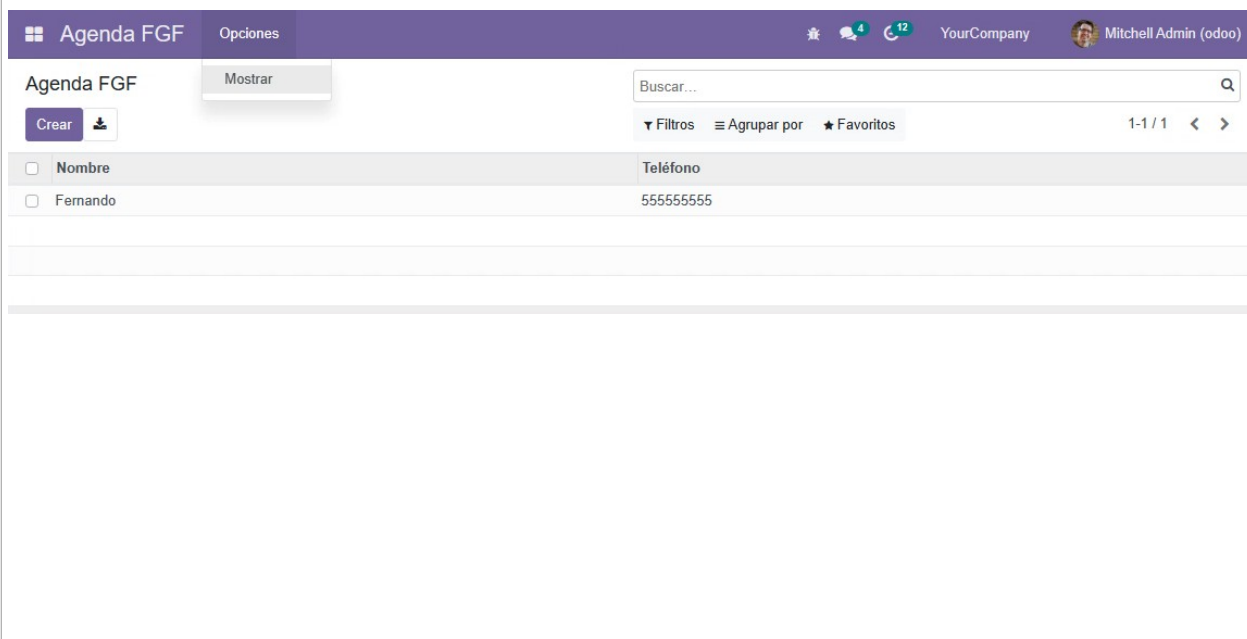 Agenda FGF Opciones 4 12 YourCompany Mitchell Admin (odoo)
Agenda FGF Mostrar Buscar...
Crear Filtros Agrupar por Favoritos 1-1 / 1
Nombre Teléfono
Fernando 555555555